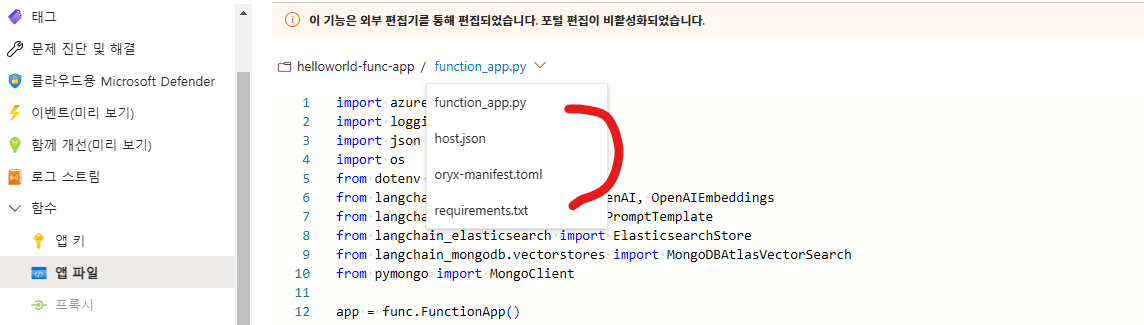 태그
문제 진단 및 해결
클라우드용 Microsoft Defender
이벤트(미리 보기)
함께 개선(미리 보기)
로그 스트림
함수
앱 키
앱 파일
프록시
이 기능은 외부 편집기를 통해 편집되었습니다. 포털 편집이 비활성화되었습니다.
helloworld-func-app / function_app.py
function_app.py
host.json
oryx-manifest.toml
requirements.txt
1 import azure
2 import loggi
3 import json
4 import os
5 from dotenv
6 from langcha enAI, OpenAIEmbeddings
7 from langcha PromptTemplate
8 from langchain_elasticsearch import ElasticsearchStore
9 from langchain_mongodb.vectorstores import MongoDBAtlasVectorSearch
10 from pymongo import MongoClient
11
12 app = func.FunctionApp()